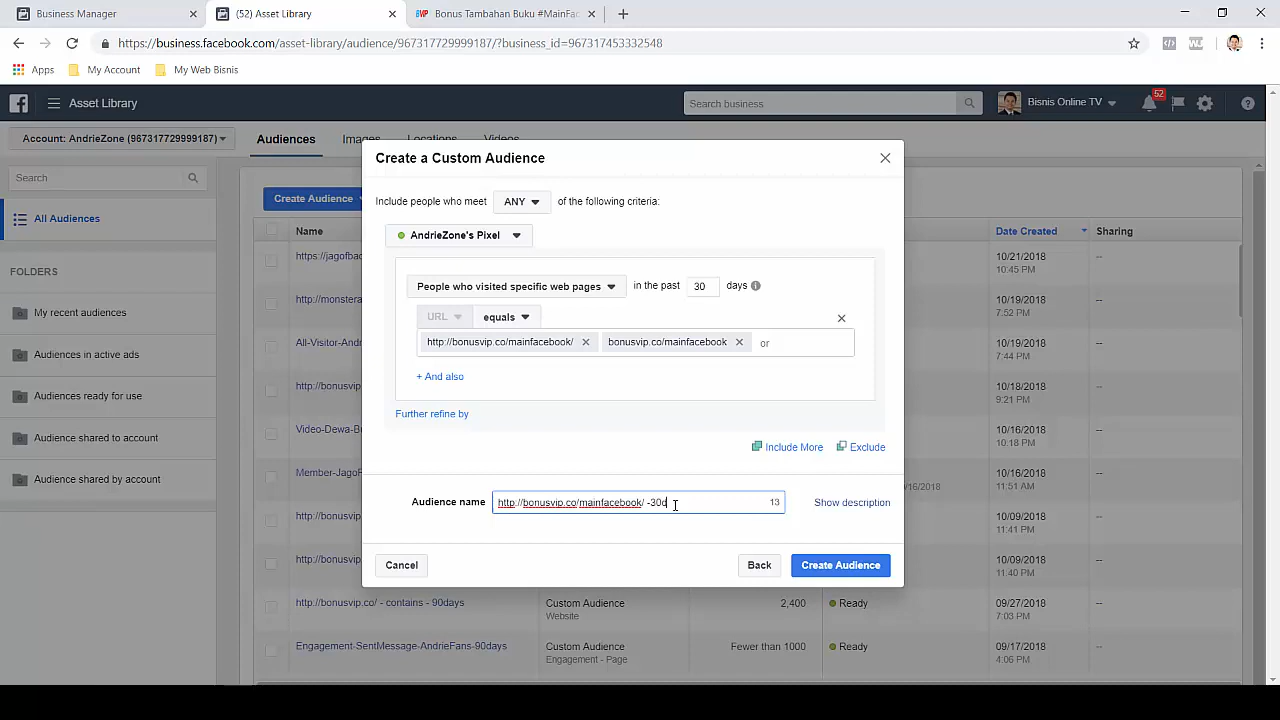 Business Manager
(52) Asset Library
BVP Bonus Tambahan Buku #MainFac
https://business.facebook.com/asset-library/audience/967317729999187/?business_id=967317453332548
Apps My Account My Web Bisnis
Asset Library
Search business
Bisnis Online TV
52
Account: AndrieZone (967317729999187)
Audiences Images Locations Videos
Search
All Audiences
FOLDERS
My recent audiences
Audiences in active ads
Audiences ready for use
Audience shared to account
Audience shared by account
Create Audience
Name
Date Created
Sharing
https://jagofbad
10/21/2018
10:45 PM
--
http://monstera
10/19/2018
7:52 PM
--
All-Visitor-Andr
10/19/2018
7:44 PM
--
http://bonusvip
10/18/2018
9:21 PM
--
Video-Dewa-B
10/16/2018
10:18 PM
--
Member-JagoF
/16/2018
10/16/2018
11:51 AM
--
http://bonusvip
10/09/2018
11:40 PM
--
http://bonusvip
10/09/2018
11:40 PM
--
http://bonusvip.co/ - contains - 90days
Custom Audience
Website
2,400
Ready
09/27/2018
7:03 PM
--
Engagement-SentMessage-AndrieFans-90days
Custom Audience
Engagement - Page
Fewer than 1000
Ready
09/17/2018
4:06 PM
--
Create a Custom Audience
Include people who meet ANY of the following criteria:
AndrieZone's Pixel
People who visited specific web pages in the past 30 days
URL equals
http://bonusvip.co/mainfacebook/ bonusvip.co/mainfacebook or
+ And also
Further refine by
Include More Exclude
Audience name http://bonusvip.co/mainfacebook/ -30d 13 Show description
Cancel Back Create Audience